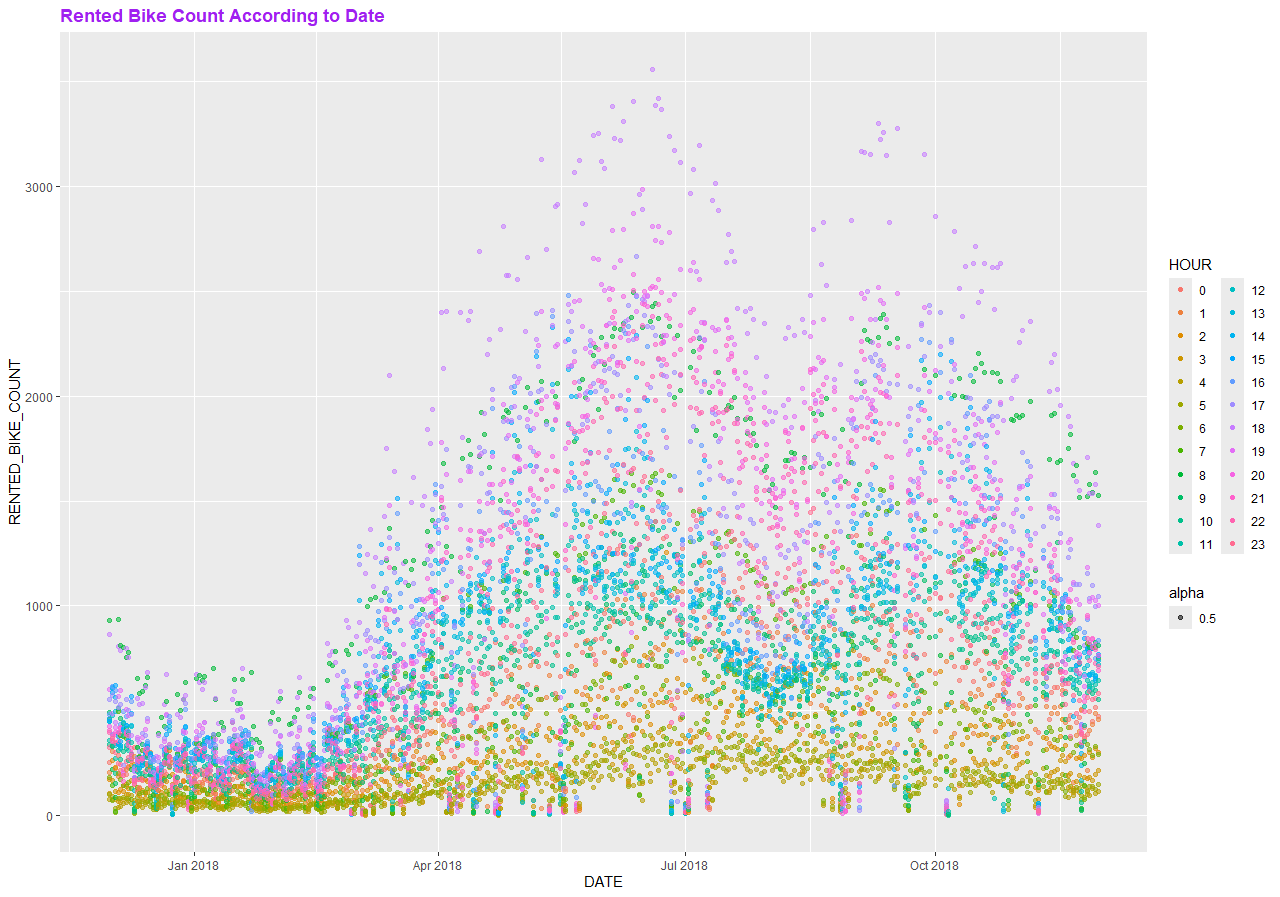 Rented Bike Count According to Date
RENTED_BIKE_COUNT
3000
2000
1000
0
Jan 2018
Apr 2018
Jul 2018
Oct 2018
DATE
HOUR
0 12
1 13
2 14
3 15
4 16
5 17
6 18
7 19
8 20
9 21
10 22
11 23
alpha
0.5